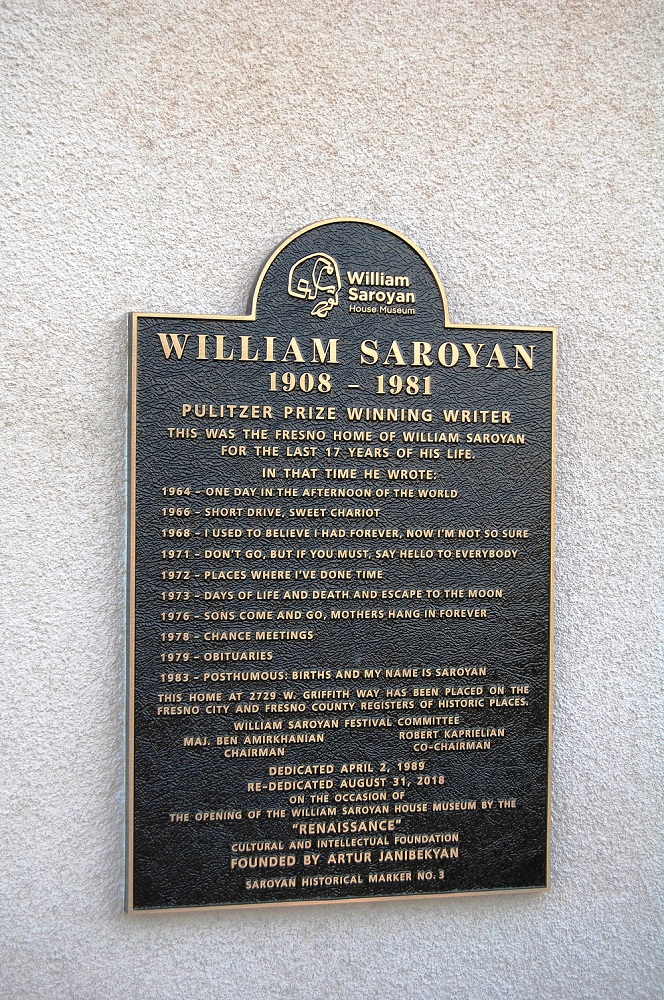 William
Saroyan
House Museum
WILLIAM SAROYAN
1908 – 1981
PULITZER PRIZE WINNING WRITER
THIS WAS THE FRESNO HOME OF WILLIAM SAROYAN
FOR THE LAST 17 YEARS OF HIS LIFE.
IN THAT TIME HE WROTE:
1964 – ONE DAY IN THE AFTERNOON OF THE WORLD
1966 – SHORT DRIVE, SWEET CHARIOT
1968 – I USED TO BELIEVE I HAD FOREVER, NOW I'M NOT SO SURE
1971 – DON'T GO, BUT IF YOU MUST, SAY HELLO TO EVERYBODY
1972 – PLACES WHERE I'VE DONE TIME
1973 – DAYS OF LIFE AND DEATH AND ESCAPE TO THE MOON
1976 – SONS COME AND GO, MOTHERS HANG IN FOREVER
1978 – CHANCE MEETINGS
1979 – OBITUARIES
1983 – POSTHUMOUS: BIRTHS AND MY NAME IS SAROYAN
THIS HOME AT 2729 W. GRIFFITH WAY HAS BEEN PLACED ON THE
FRESNO CITY AND FRESNO COUNTY REGISTERS OF HISTORIC PLACES.
WILLIAM SAROYAN FESTIVAL COMMITTEE
MAJ. BEN AMIRKHANIAN ROBERT KAPRIELIAN
CHAIRMAN CO-CHAIRMAN
DEDICATED APRIL 2, 1989
RE-DEDICATED AUGUST 31, 2018
ON THE OCCASION OF
THE OPENING OF THE WILLIAM SAROYAN HOUSE MUSEUM BY THE
"RENAISSANCE"
CULTURAL AND INTELLECTUAL FOUNDATION
FOUNDED BY ARTUR JANIBEKYAN
SAROYAN HISTORICAL MARKER NO. 3